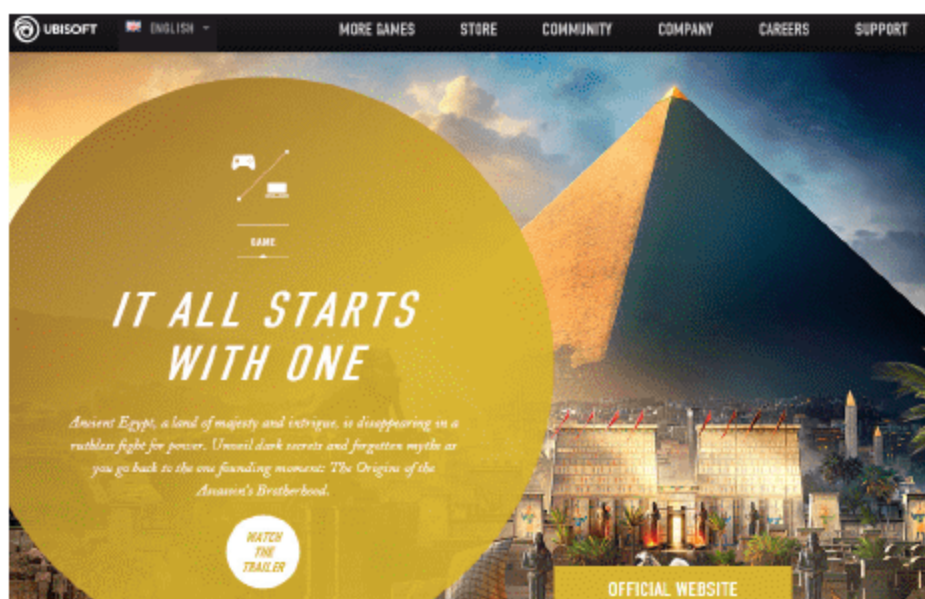 UBISOFT
ENGLISH
MORE GAMES
STORE
COMMUNITY
COMPANY
CAREERS
SUPPORT
GAME
IT ALL STARTS
WITH ONE
Ancient Egypt, a land of majesty and intrigue, is disappearing in a
ruthless fight for power. Unveil dark secrets and forgotten myths as
you go back to the one founding moment: The Origins of the
Assassin's Brotherhood.
WATCH
THE
TRAILER
OFFICIAL WEBSITE